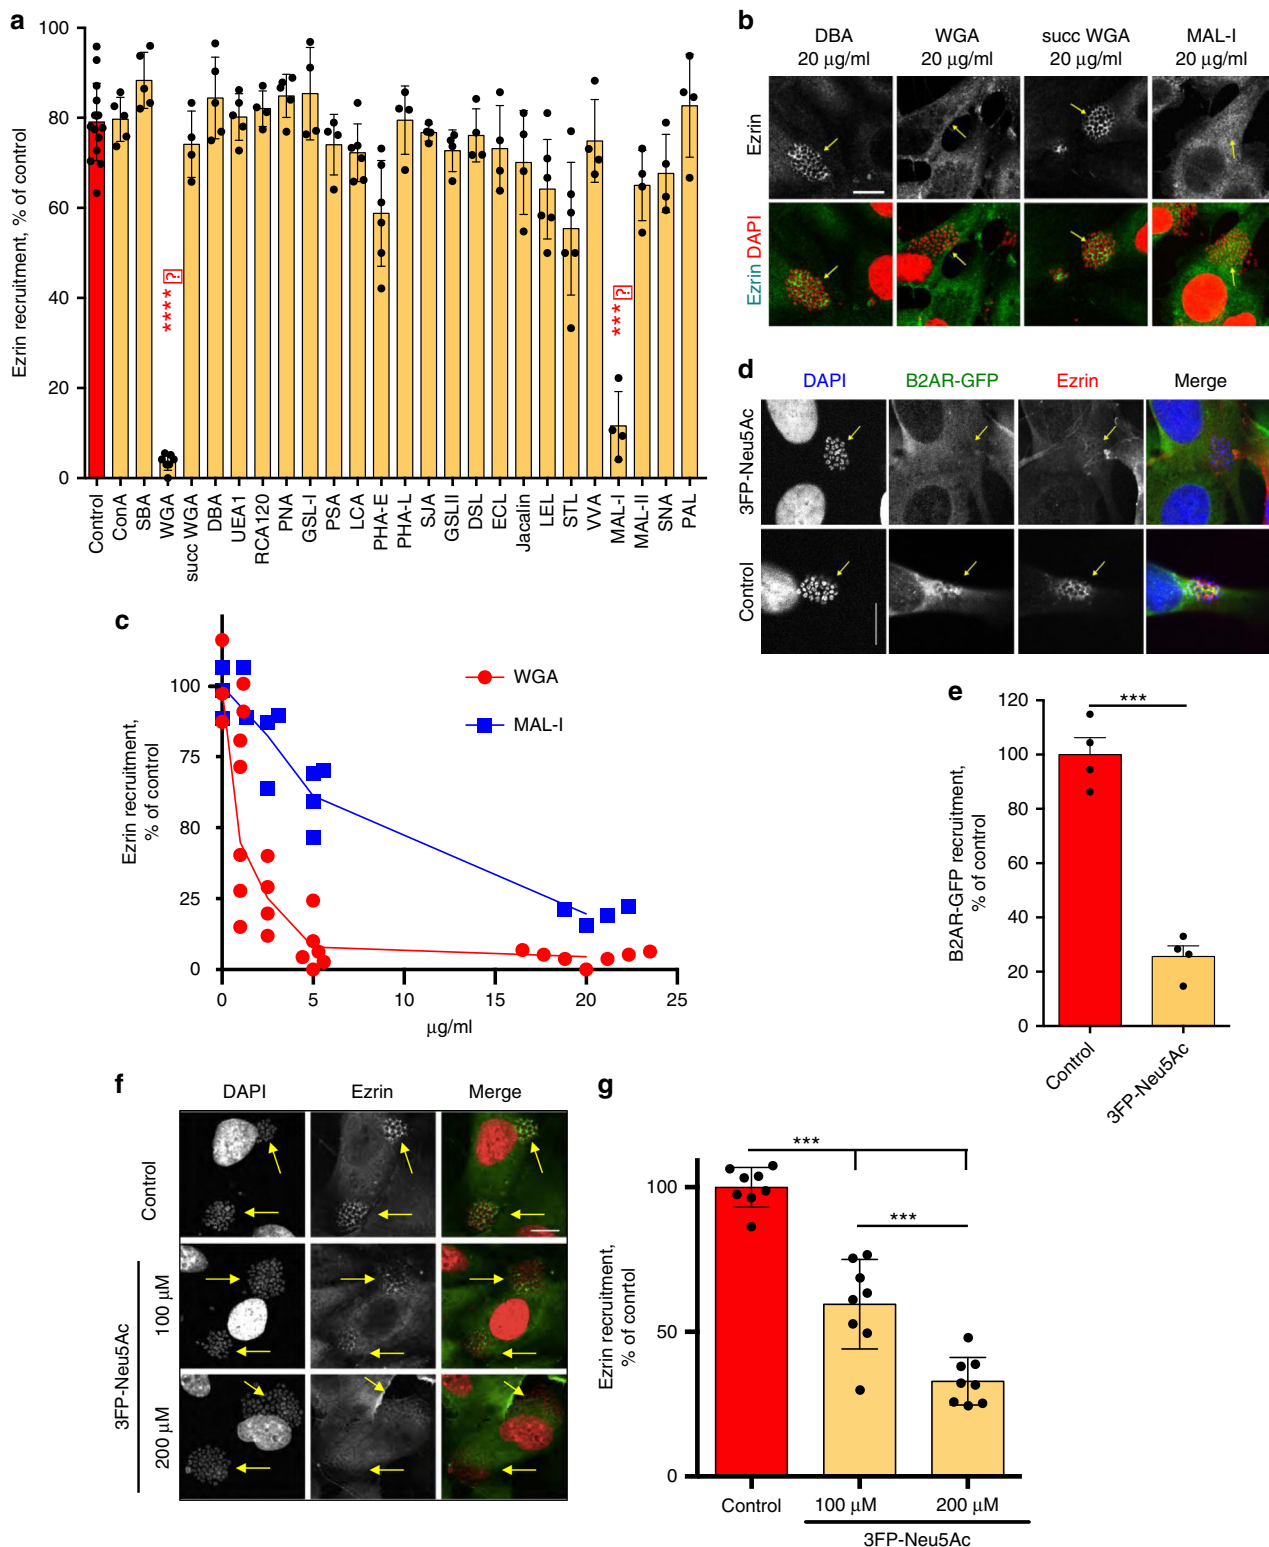 a
Ezrin recruitment, % of control
100
80
60
40
20
0
**** ?
*** ?
Control
ConA
SBA
WGA
succ WGA
DBA
UEA1
RCA120
PNA
GSL-I
PSA
LCA
PHA-E
PHA-L
SJA
GSLII
DSL
ECL
Jacalin
LEL
STL
VVA
MAL-I
MAL-II
SNA
PAL
b
DBA
20 μg/ml
WGA
20 μg/ml
succ WGA
20 μg/ml
MAL-I
20 μg/ml
Ezrin
Ezrin DAPI
c
Ezrin recruitment,
% of control
100
75
80
25
0
0
5
10
15
20
25
μg/ml
WGA
MAL-I
d
DAPI
B2AR-GFP
Ezrin
Merge
3FP-Neu5Ac
Control
e
B2AR-GFP recruitment,
% of control
120
100
80
60
40
20
0
***
Control
3FP-Neu5Ac
f
DAPI
Ezrin
Merge
Control
100 μM
200 μM
3FP-Neu5Ac
g
Ezrin recruitment,
% of conrtol
100
50
0
***
***
Control
100 μM
200 μM
3FP-Neu5Ac